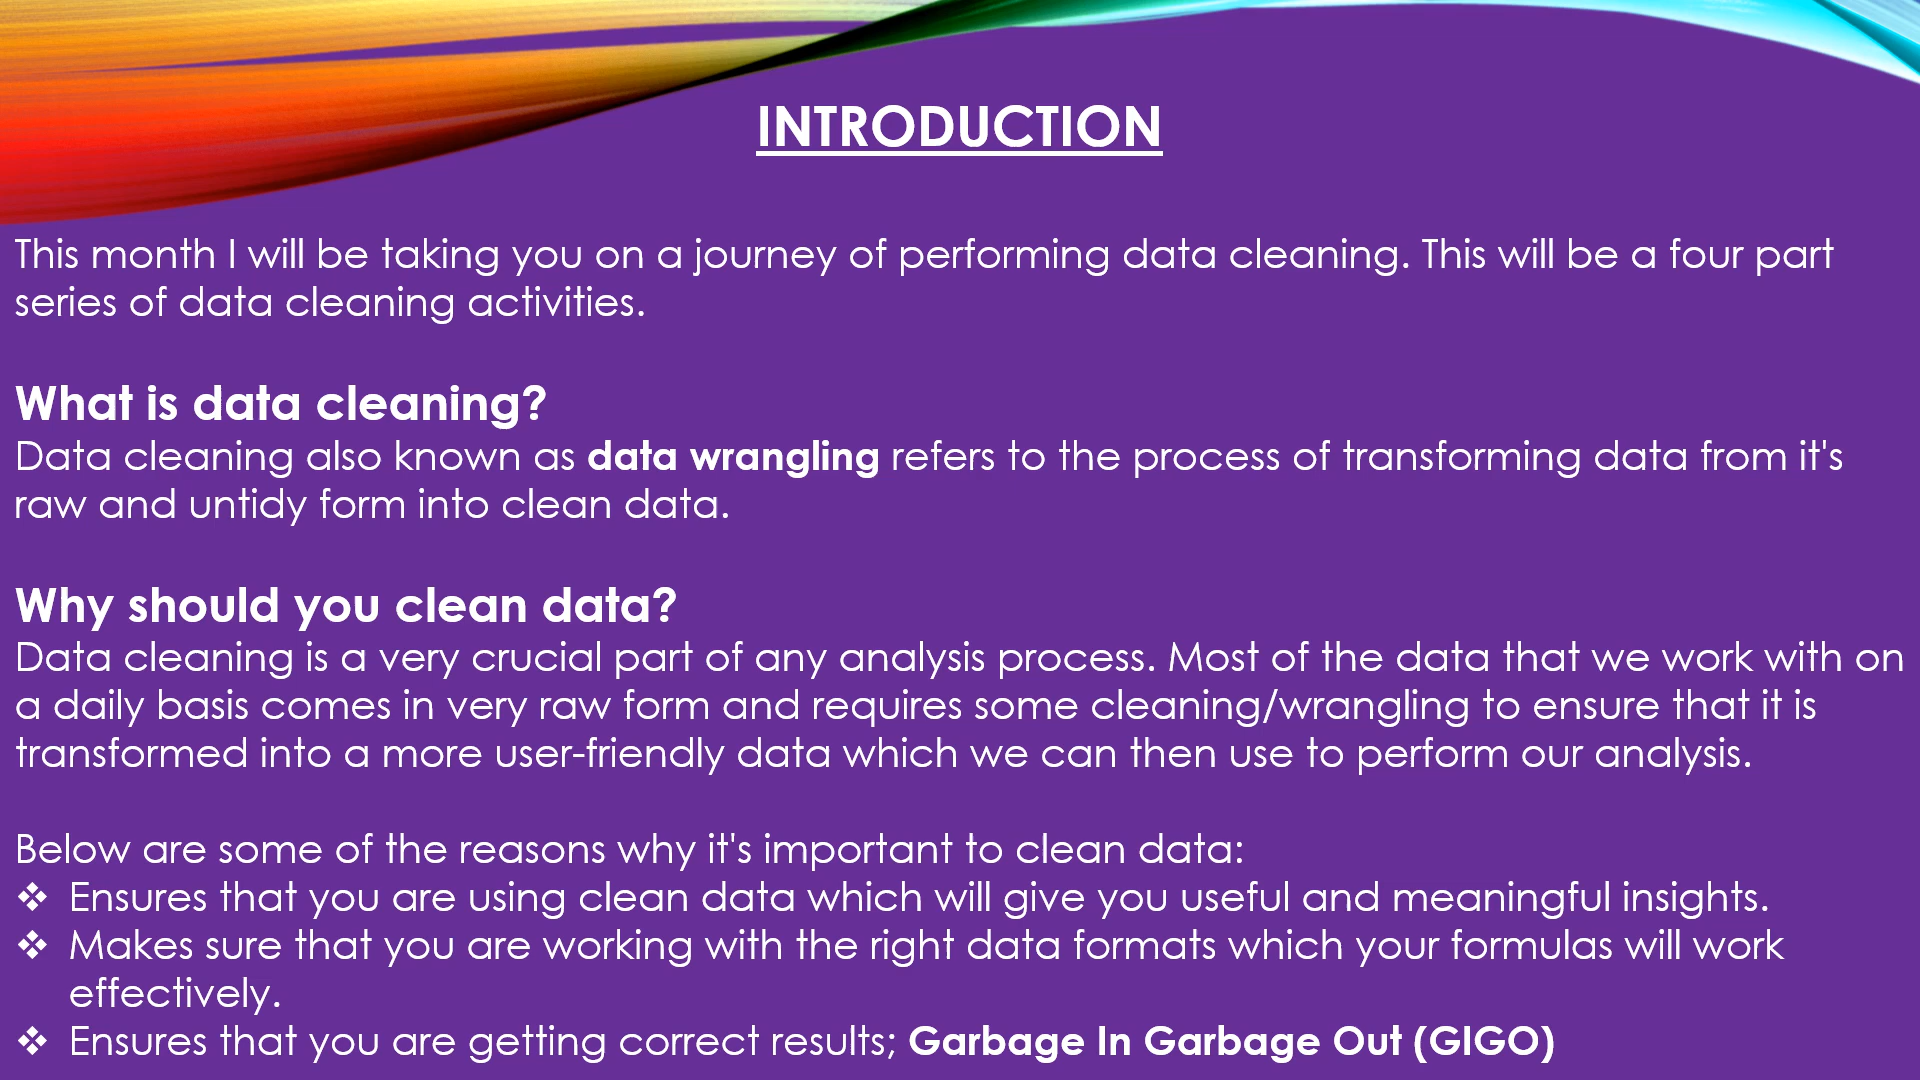 INTRODUCTION
This month I will be taking you on a journey of performing data cleaning. This will be a four part
series of data cleaning activities.
What is data cleaning?
Data cleaning also known as data wrangling refers to the process of transforming data from it's
raw and untidy form into clean data.
Why should you clean data?
Data cleaning is a very crucial part of any analysis process. Most of the data that we work with on
a daily basis comes in very raw form and requires some cleaning/wrangling to ensure that it is
transformed into a more user-friendly data which we can then use to perform our analysis.
Below are some of the reasons why it's important to clean data:
❖ Ensures that you are using clean data which will give you useful and meaningful insights.
❖ Makes sure that you are working with the right data formats which your formulas will work
effectively.
❖ Ensures that you are getting correct results; Garbage In Garbage Out (GIGO)